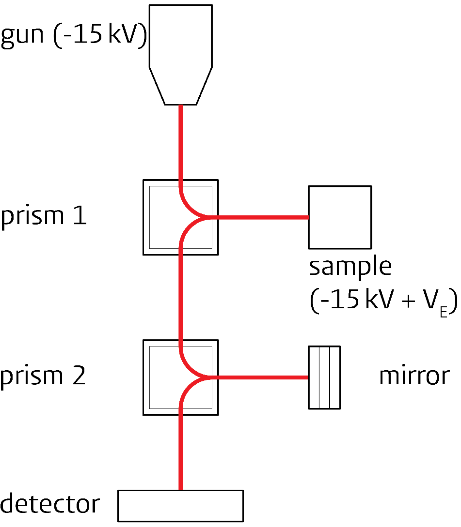 gun (-15 kV)
prism 1
sample
(-15 kV + V_E)
prism 2
mirror
detector